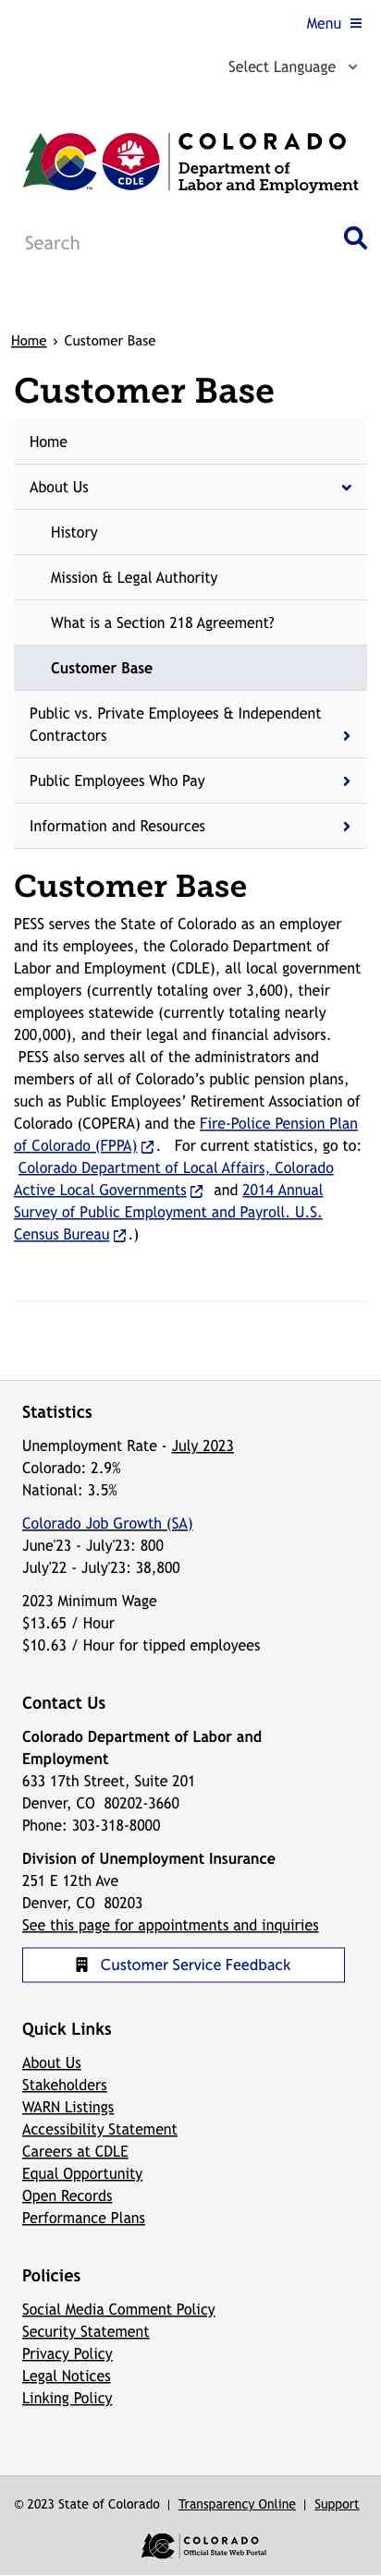 Menu
Select Language
CDLE
COLORADO
Department of
Labor and Employment
Search
Home › Customer Base
Customer Base
Home
About Us
History
Mission & Legal Authority
What is a Section 218 Agreement?
Customer Base
Public vs. Private Employees & Independent
Contractors
Public Employees Who Pay
Information and Resources
Customer Base
PESS serves the State of Colorado as an employer
and its employees, the Colorado Department of
Labor and Employment (CDLE), all local government
employers (currently totaling over 3,600), their
employees statewide (currently totaling nearly
200,000), and their legal and financial advisors.
PESS also serves all of the administrators and
members of all of Colorado’s public pension plans,
such as Public Employees’ Retirement Association of
Colorado (COPERA) and the Fire-Police Pension Plan
of Colorado (FPPA). For current statistics, go to:
Colorado Department of Local Affairs, Colorado
Active Local Governments and 2014 Annual
Survey of Public Employment and Payroll. U.S.
Census Bureau.)
Statistics
Unemployment Rate - July 2023
Colorado: 2.9%
National: 3.5%
Colorado Job Growth (SA)
June'23 - July'23: 800
July'22 - July'23: 38,800
2023 Minimum Wage
$13.65 / Hour
$10.63 / Hour for tipped employees
Contact Us
Colorado Department of Labor and
Employment
633 17th Street, Suite 201
Denver, CO 80202-3660
Phone: 303-318-8000
Division of Unemployment Insurance
251 E 12th Ave
Denver, CO 80203
See this page for appointments and inquiries
Customer Service Feedback
Quick Links
About Us
Stakeholders
WARN Listings
Accessibility Statement
Careers at CDLE
Equal Opportunity
Open Records
Performance Plans
Policies
Social Media Comment Policy
Security Statement
Privacy Policy
Legal Notices
Linking Policy
© 2023 State of Colorado | Transparency Online | Support
COLORADO
Official State Web Portal